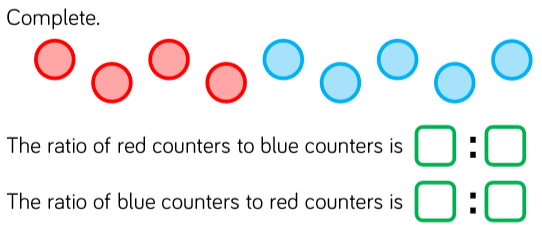 Complete.
The ratio of red counters to blue counters is :
The ratio of blue counters to red counters is :